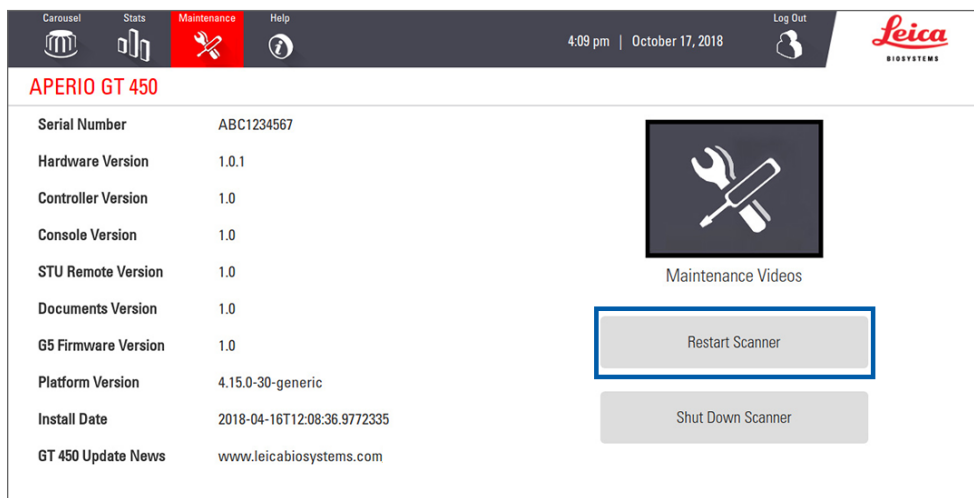 Carousel
Stats
Maintenance
Help
4:09 pm | October 17, 2018
Log Out
Leica
BIOSYSTEMS
APERIO GT 450
Serial Number ABC1234567
Hardware Version 1.0.1
Controller Version 1.0
Console Version 1.0
STU Remote Version 1.0
Documents Version 1.0
G5 Firmware Version 1.0
Platform Version 4.15.0-30-generic
Install Date 2018-04-16T12:08:36.9772335
GT 450 Update News www.leicabiosystems.com
Maintenance Videos
Restart Scanner
Shut Down Scanner